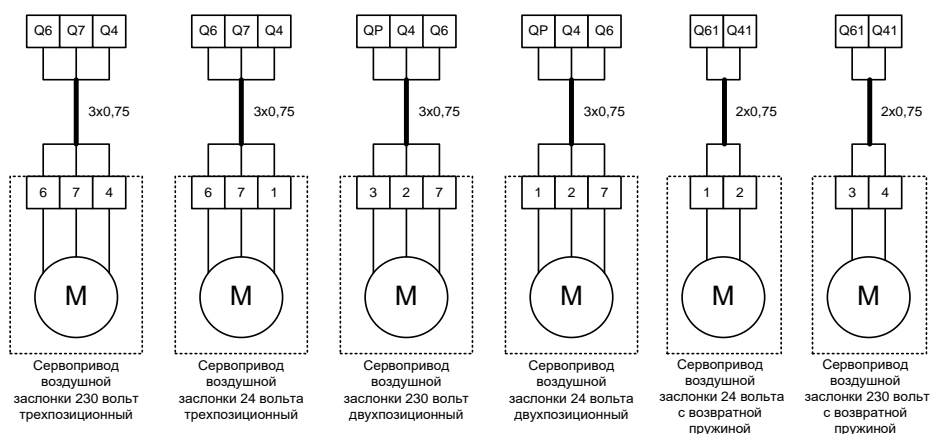 Q6 Q7 Q4
Q6 Q7 Q4
QP Q4 Q6
QP Q4 Q6
Q61 Q41
Q61 Q41
3x0,75
3x0,75
3x0,75
3x0,75
2x0,75
2x0,75
6 7 4
6 7 1
3 2 7
1 2 7
1 2
3 4
M
M
M
M
M
M
Сервопривод
воздушной
заслонки 230 вольт
трехпозиционный
Сервопривод
воздушной
заслонки 24 вольта
трехпозиционный
Сервопривод
воздушной
заслонки 230 вольт
двухпозиционный
Сервопривод
воздушной
заслонки 24 вольта
двухпозиционный
Сервопривод
воздушной
заслонки 24 вольта
с возвратной
пружиной
Сервопривод
воздушной
заслонки 230 вольт
с возвратной
пружиной